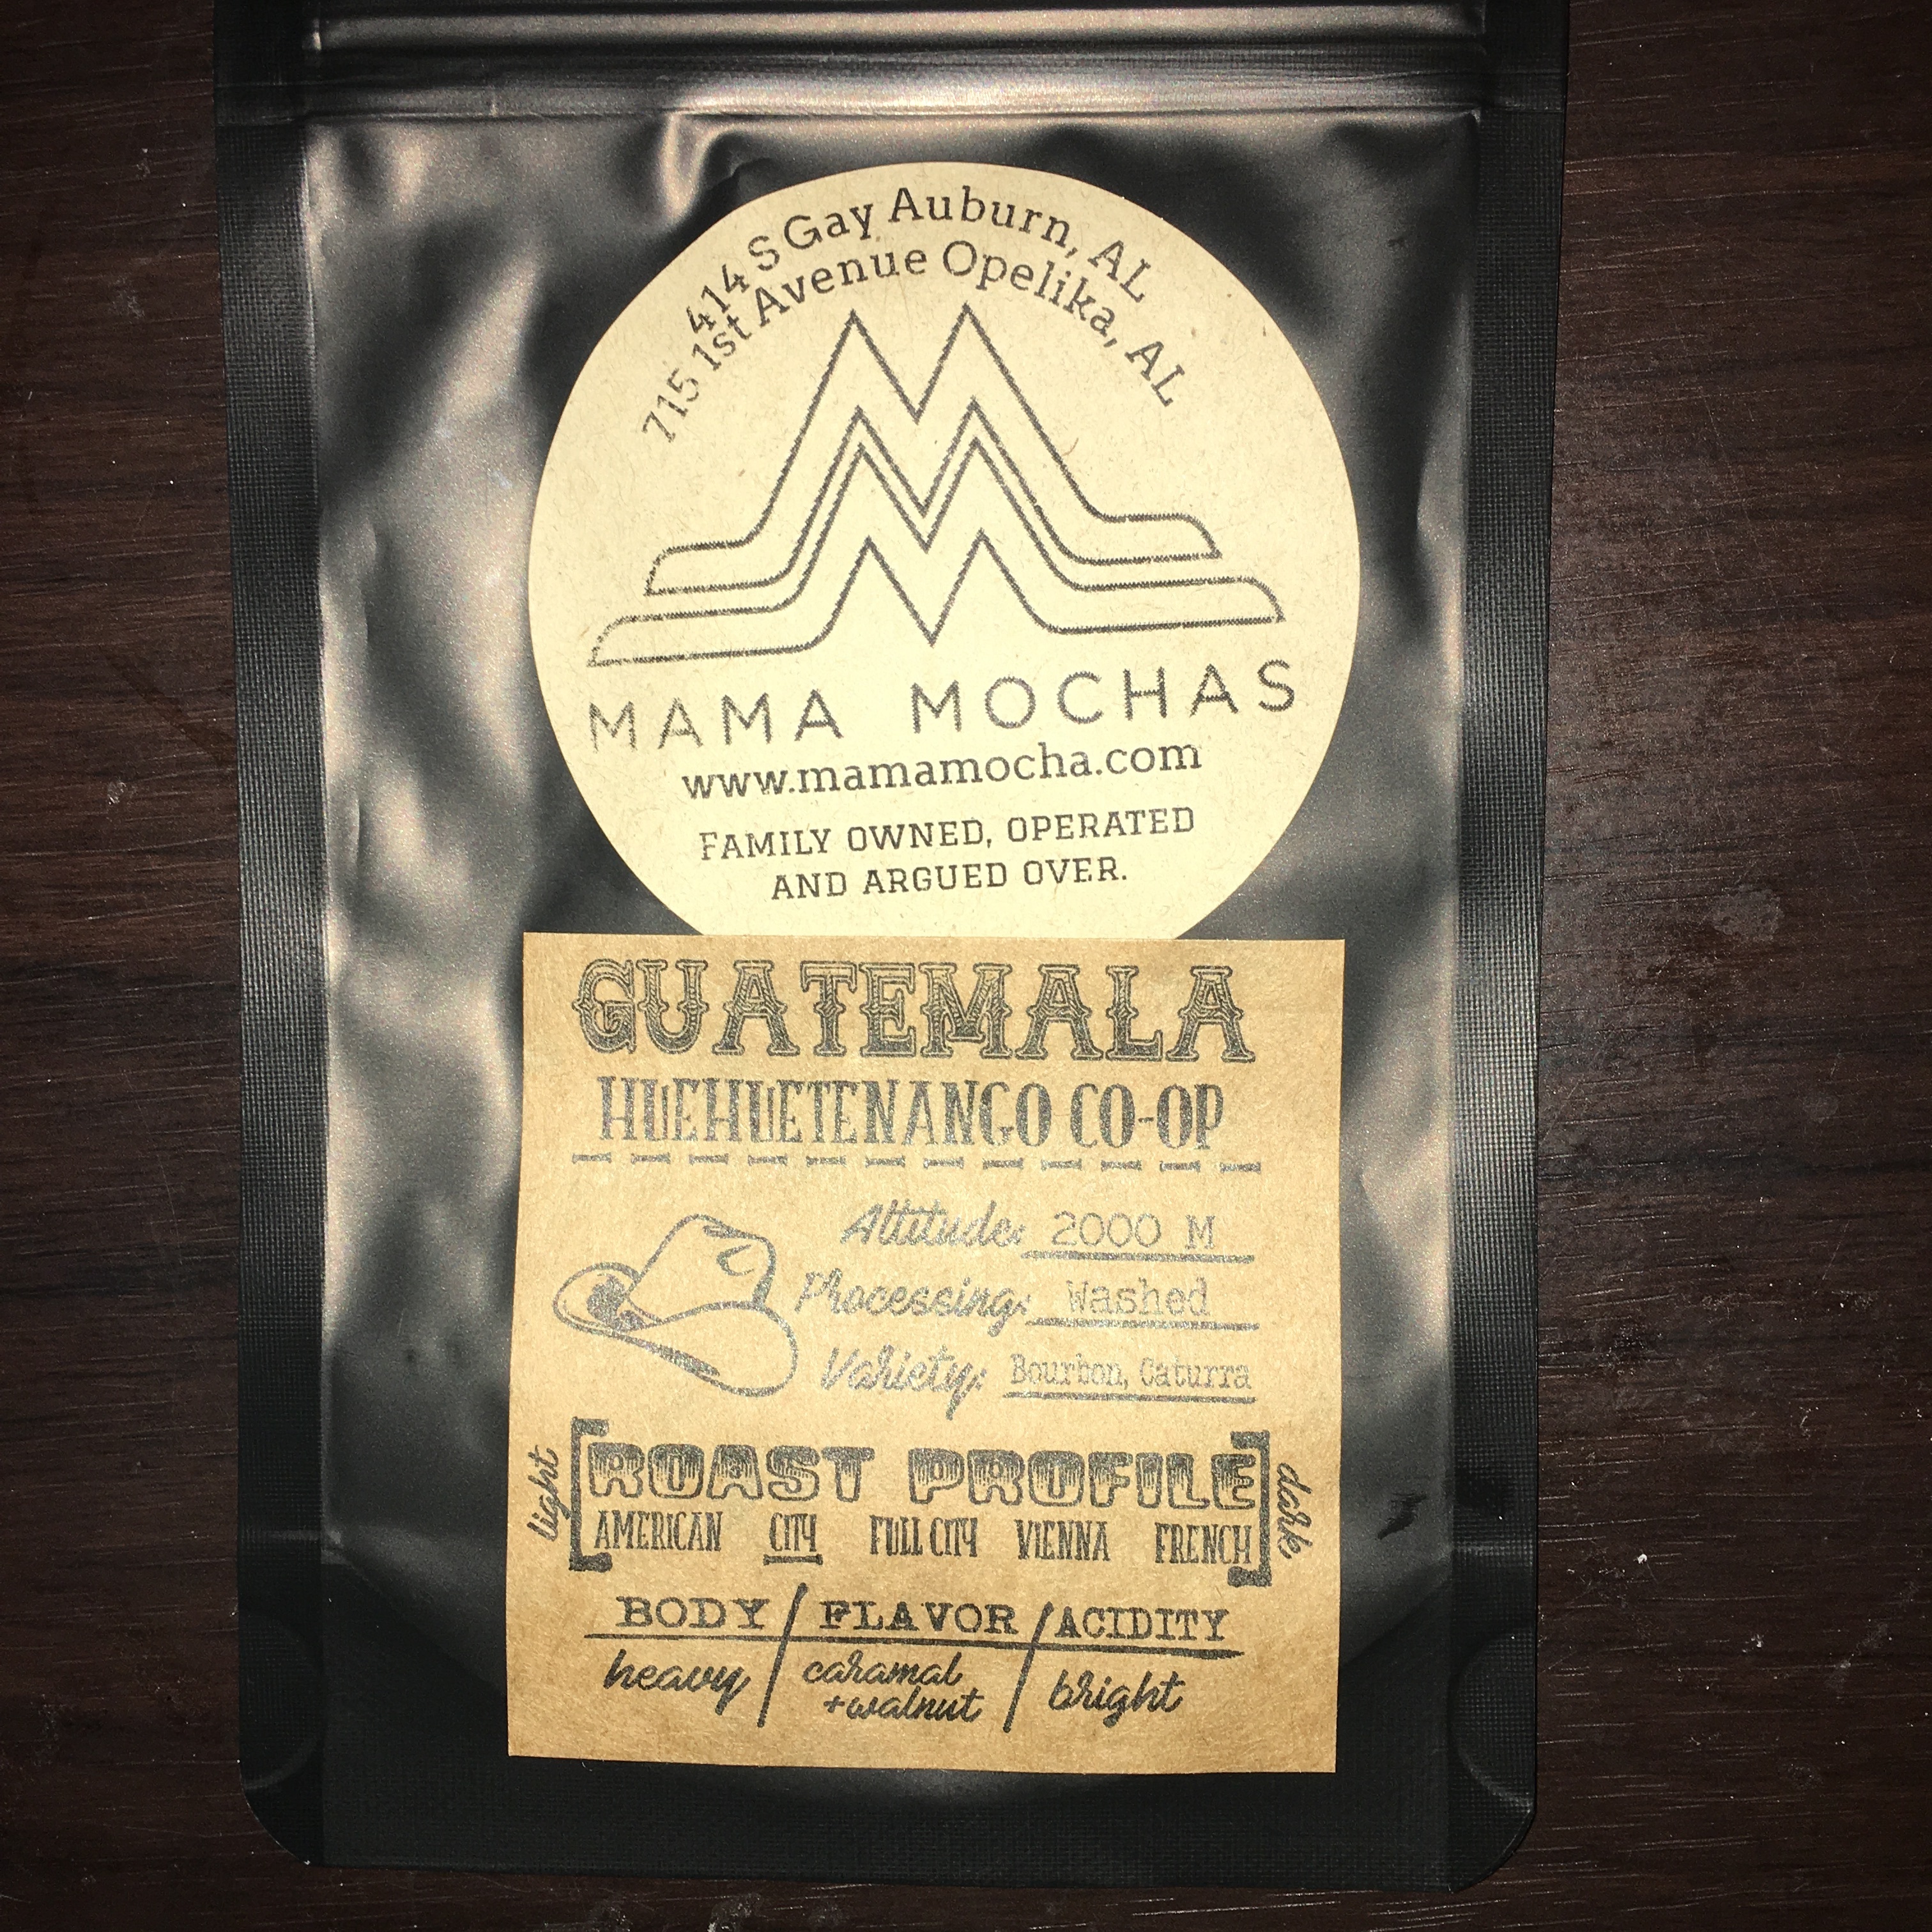 414 S Gay Auburn, AL
715 1st Avenue Opelika, AL
MAMA MOCHAS
www.mamamocha.com
FAMILY OWNED, OPERATED
AND ARGUED OVER.
GUATEMALA
HUEHUETENANGO CO-OP
Altitude: 2000 M
Processing: Washed
Variety: Bourbon, Caturra
light
ROAST PROFILE
dark
AMERICAN CITY FULL CITY VIENNA FRENCH
BODY / FLAVOR / ACIDITY
heavy / caramal / bright
+walnut